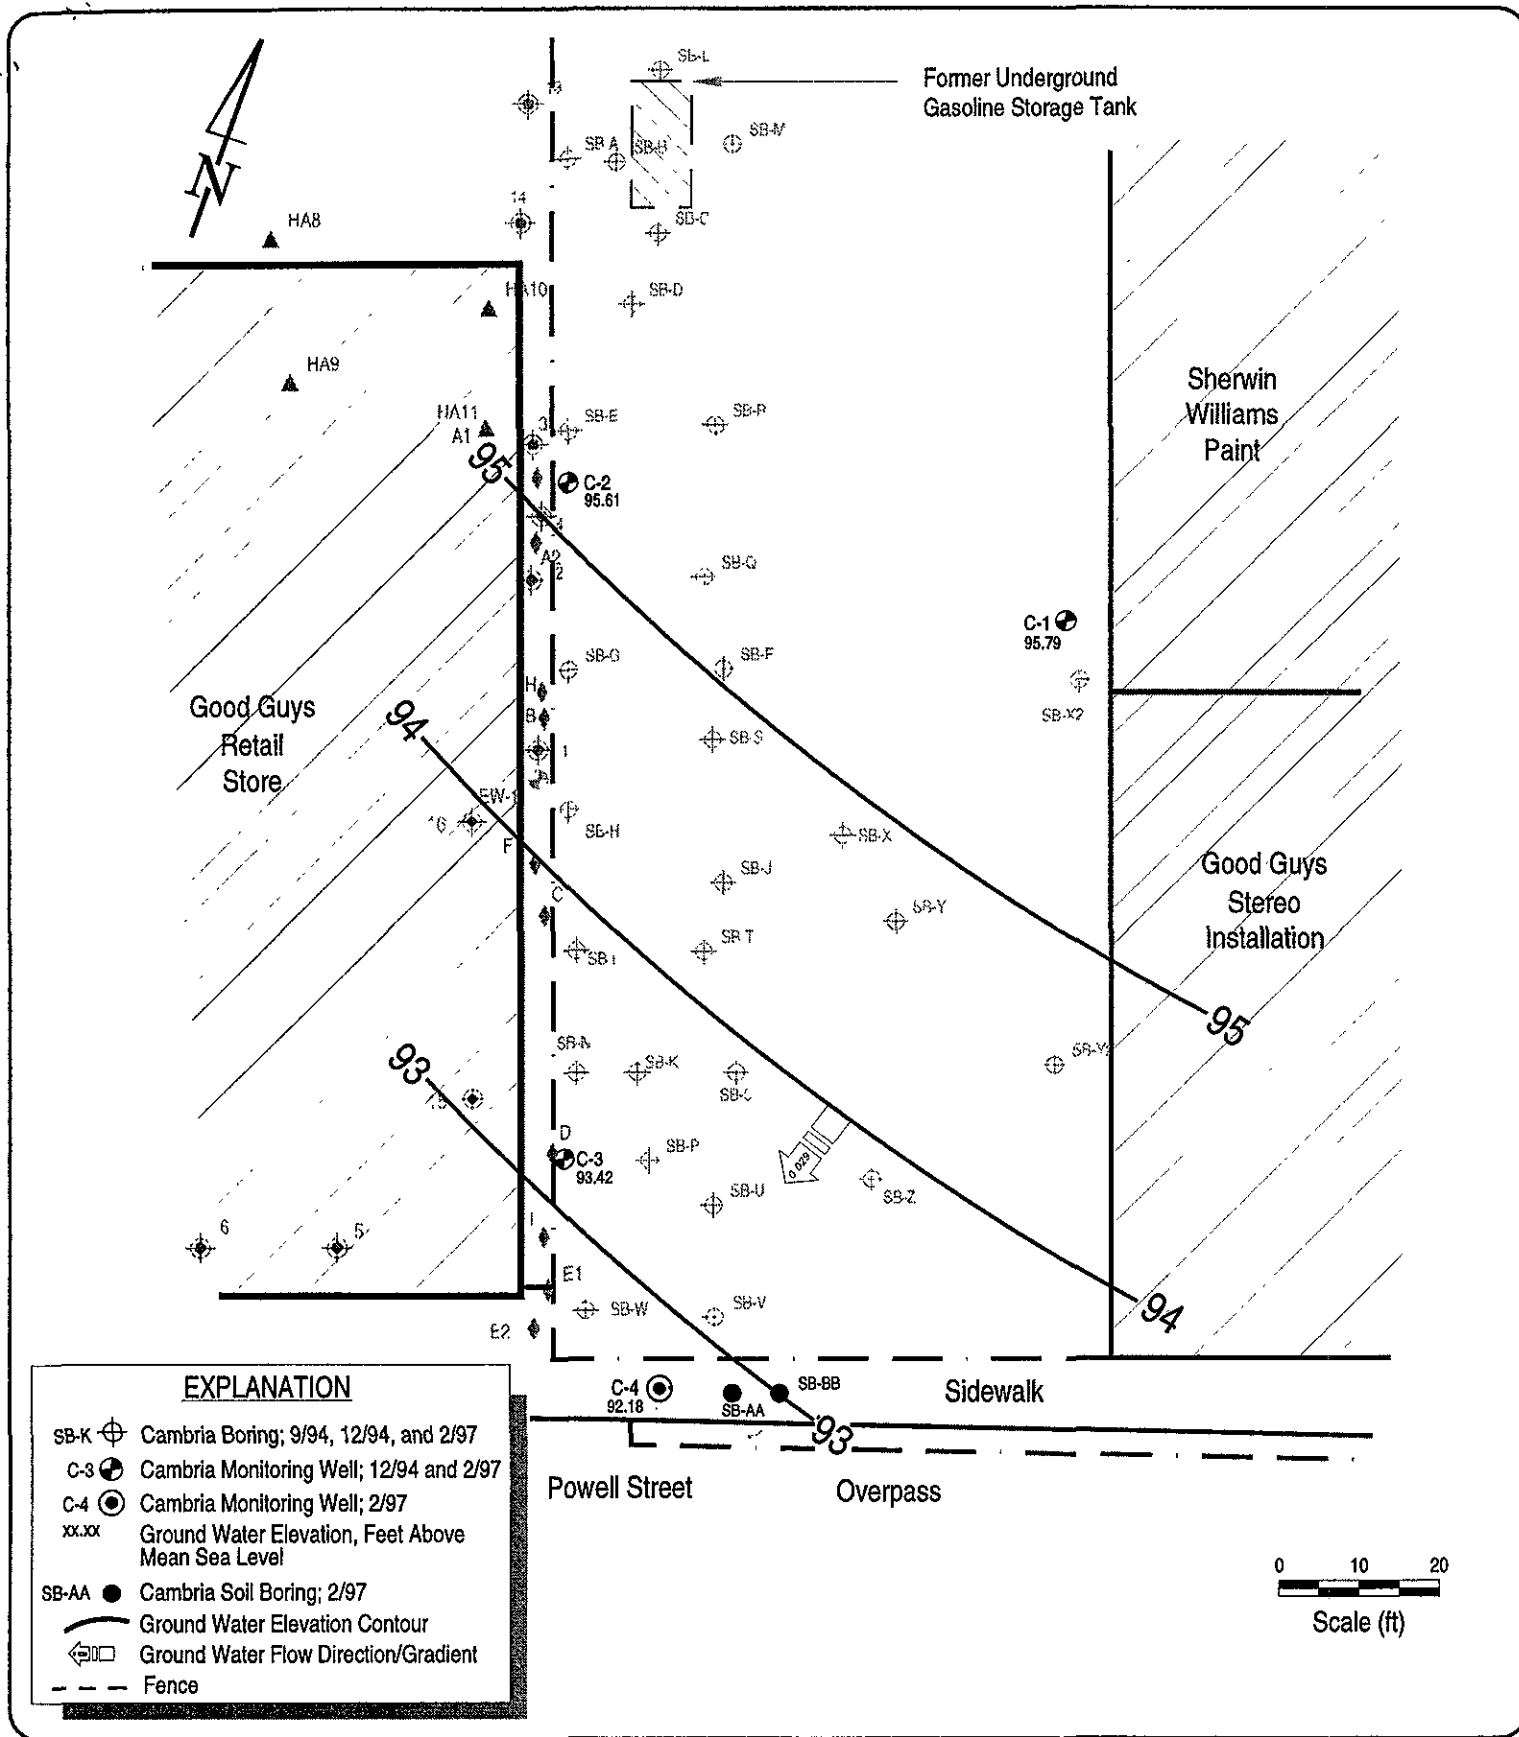 SB-L
Former Underground
Gasoline Storage Tank
SB-M
SB-A
SB-B
14
SB-C
N
HA8
HA10
SB-D
HA9
Sherwin
Williams
Paint
HA11
A1
3
SB-E
SB-R
95
C-2
95.61
4
A2
2
SB-Q
C-1
95.79
SB-G
SB-F
H
SB-X2
Good Guys
Retail
Store
94
B
1
SB-S
EW-1
16
SB-H
SB-X
F
SB-J
Good Guys
Stereo
Installation
C
SB-Y
SB-I
SB-T
95
93
SB-N
SB-K
15
D
C-3
93.42
SB-P
0.029
SB-Z
SB-U
6
5
I
E1
SB-W
SB-V
94
E2
C-4
92.18
SB-AA
SB-BB
Sidewalk
93
Powell Street
Overpass
EXPLANATION
SB-K Cambria Boring; 9/94, 12/94, and 2/97
C-3 Cambria Monitoring Well; 12/94 and 2/97
C-4 Cambria Monitoring Well; 2/97
xx.xx Ground Water Elevation, Feet Above
Mean Sea Level
SB-AA Cambria Soil Boring; 2/97
Ground Water Elevation Contour
Ground Water Flow Direction/Gradient
Fence
0 10 20
Scale (ft)